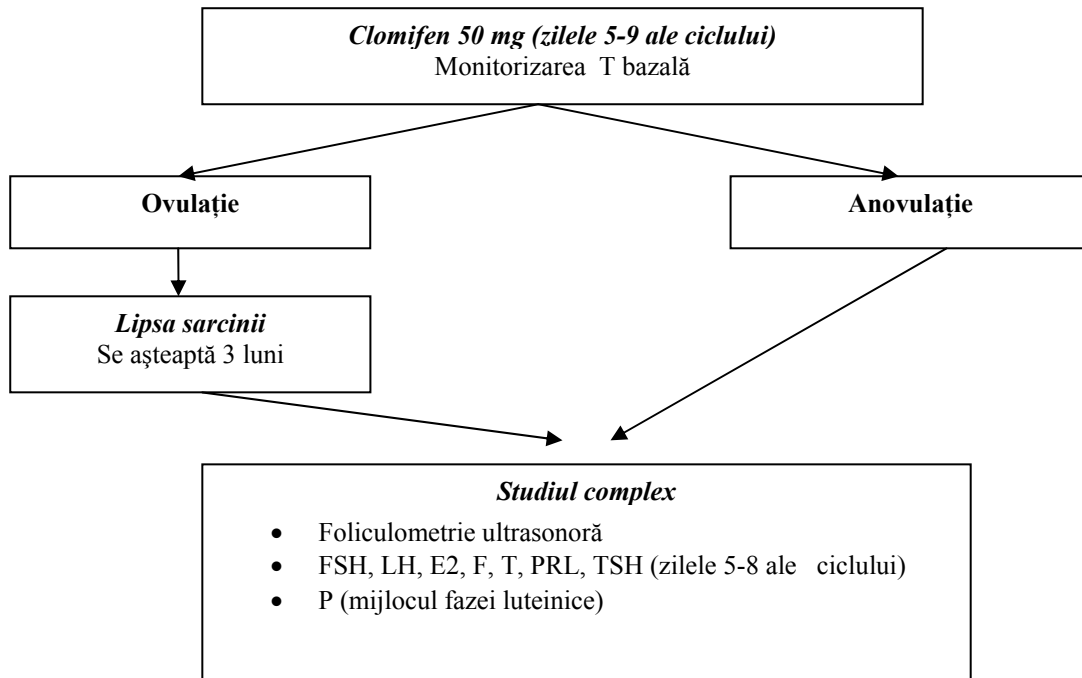 Clomifen 50 mg (zilele 5-9 ale ciclului)
Monitorizarea T bazală
Ovulație
Anovulație
Lipsa sarcinii
Se aşteaptă 3 luni
Studiul complex
• Foliculometrie ultrasonoră
• FSH, LH, E2, F, T, PRL, TSH (zilele 5-8 ale ciclului)
• P (mijlocul fazei luteinice)